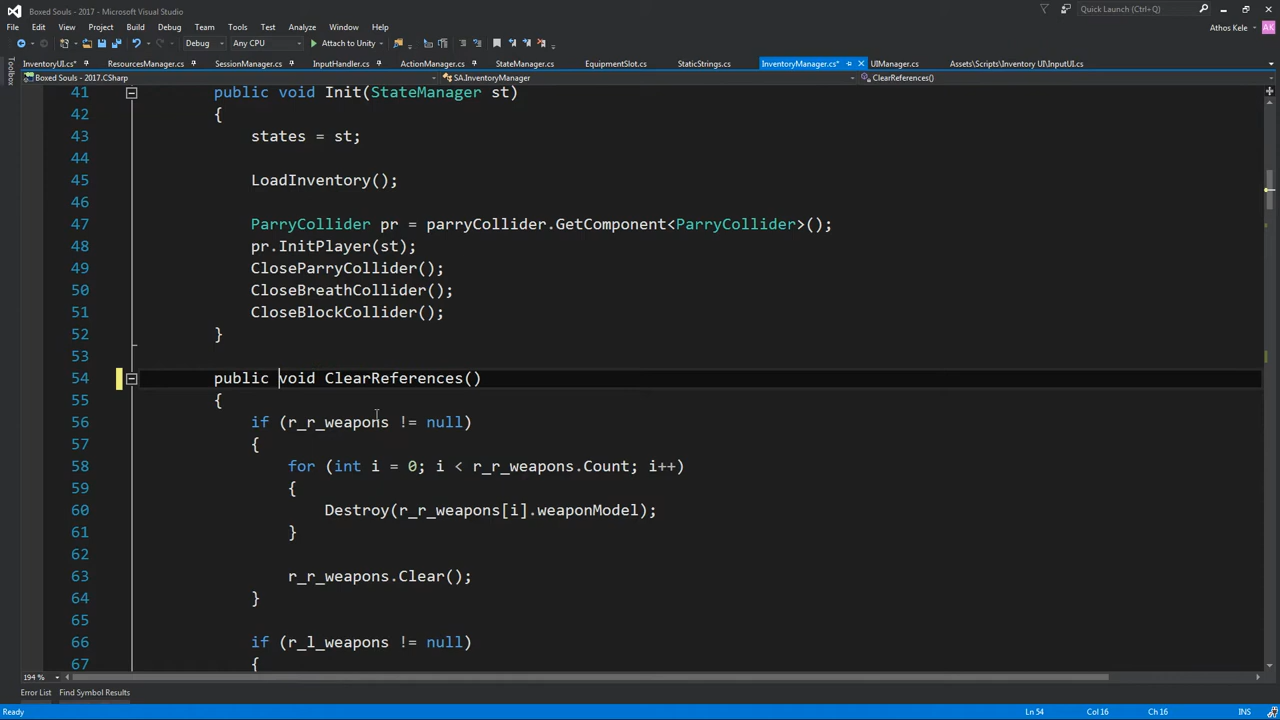 Boxed Souls - 2017 - Microsoft Visual Studio
Quick Launch (Ctrl+Q)
File Edit View Project Build Debug Team Tools Test Analyze Window Help
Athos Kele AK
Debug Any CPU Attach to Unity
InventoryUI.cs* ResourcesManager.cs SessionManager.cs InputHandler.cs ActionManager.cs StateManager.cs EquipmentSlot.cs StaticStrings.cs InventoryManager.cs* UIManager.cs Assets\Scripts\Inventory UI\InputUI.cs
Toolbox
Boxed Souls - 2017.CSharp SA.InventoryManager ClearReferences()
41 public void Init(StateManager st)
42 {
43 states = st;
44
45 LoadInventory();
46
47 ParryCollider pr = parryCollider.GetComponent<ParryCollider>();
48 pr.InitPlayer(st);
49 CloseParryCollider();
50 CloseBreathCollider();
51 CloseBlockCollider();
52 }
53
54 public void ClearReferences()
55 {
56 if (r_r_weapons != null)
57 {
58 for (int i = 0; i < r_r_weapons.Count; i++)
59 {
60 Destroy(r_r_weapons[i].weaponModel);
61 }
62
63 r_r_weapons.Clear();
64 }
65
66 if (r_l_weapons != null)
67 {
194 %
Error List Find Symbol Results
Ready Ln 54 Col 16 Ch 16 INS